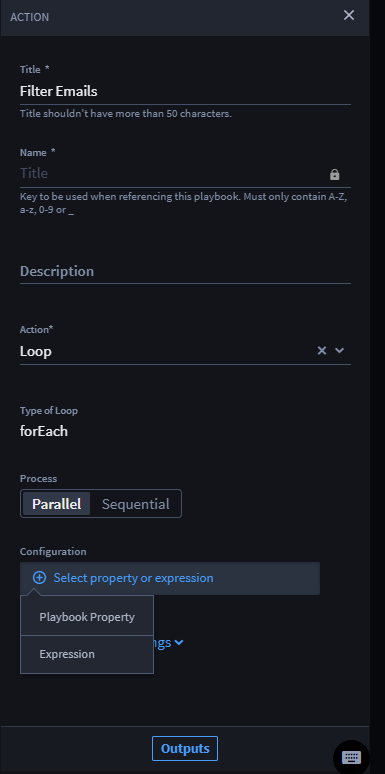 ACTION
Title *
Filter Emails
Title shouldn't have more than 50 characters.
Name *
Title
Key to be used when referencing this playbook. Must only contain A-Z,
a-z, 0-9 or _
Description
Action*
Loop
Type of Loop
forEach
Process
Parallel Sequential
Configuration
Select property or expression
Playbook Property
ngs
Expression
Outputs